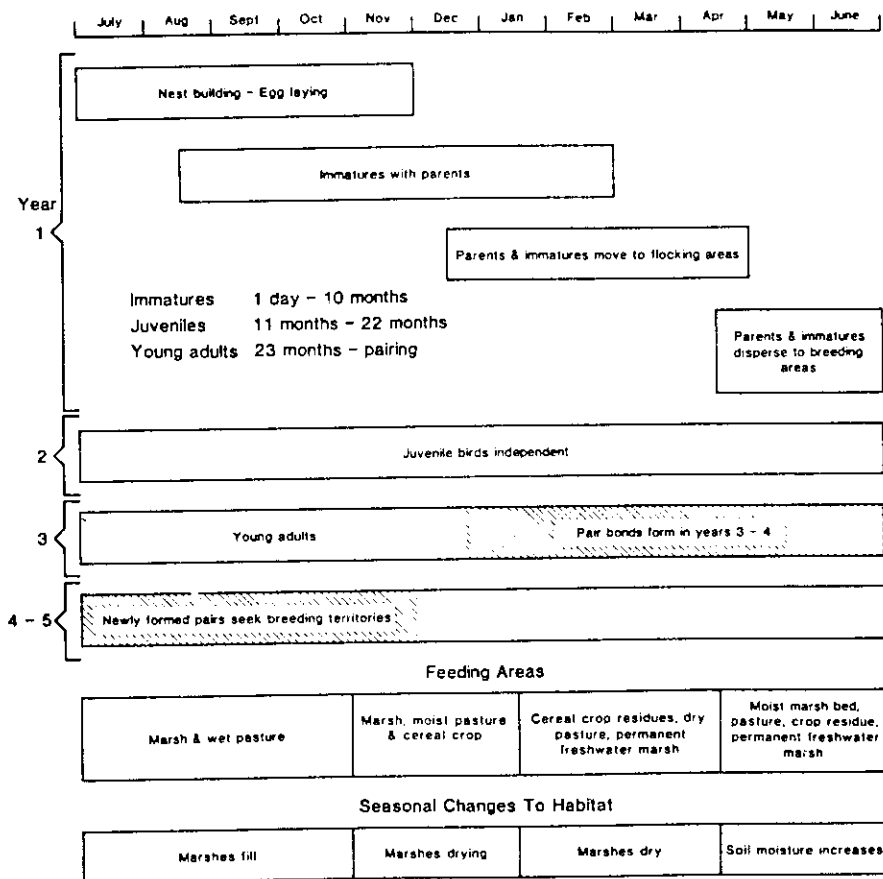 July Aug Sept Oct Nov Dec Jan Feb Mar Apr May June
Nest building - Egg laying
Immatures with parents
Year
1
Parents & immatures move to flocking areas
Immatures 1 day - 10 months
Juveniles 11 months - 22 months
Young adults 23 months - pairing
Parents & immatures
disperse to breeding
areas
2
Juvenile birds independent
3
Young adults
Pair bonds form in years 3 - 4
4 - 5
Newly formed pairs seek breeding territories
Feeding Areas
Marsh & wet pasture
Marsh, moist pasture
& cereal crop
Cereal crop residues, dry
pasture, permanent
freshwater marsh
Moist marsh bed,
pasture, crop residue,
permanent freshwater
marsh
Seasonal Changes To Habitat
Marshes fill
Marshes drying
Marshes dry
Soil moisture increases